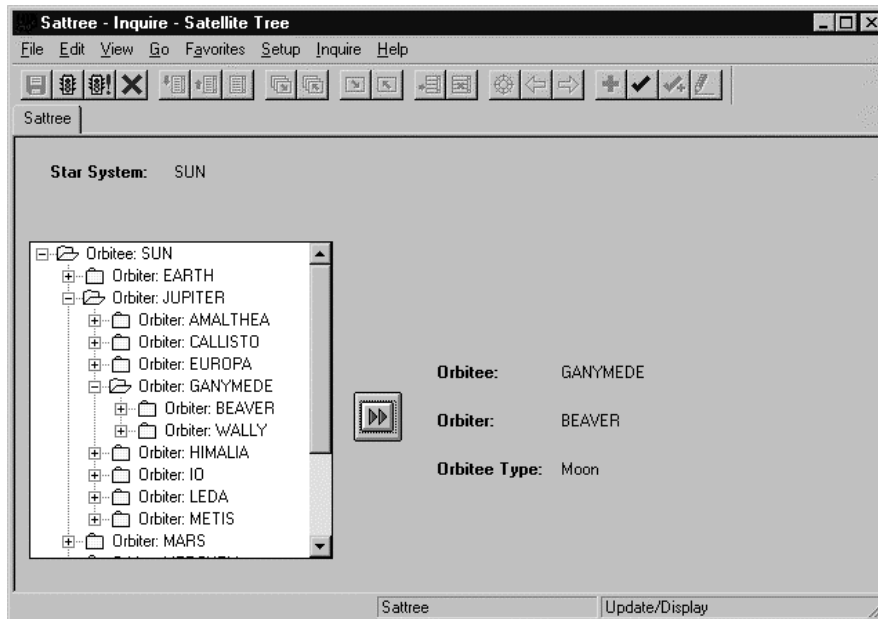 Sattree - Inquire - Satellite Tree
File Edit View Go Favorites Setup Inquire Help
Sattree
Star System: SUN
Orbitee: SUN
Orbiter: EARTH
Orbiter: JUPITER
Orbiter: AMALTHEA
Orbiter: CALLISTO
Orbiter: EUROPA
Orbiter: GANYMEDE
Orbiter: BEAVER
Orbiter: WALLY
Orbiter: HIMALIA
Orbiter: IO
Orbiter: LEDA
Orbiter: METIS
Orbiter: MARS
Orbitee: GANYMEDE
Orbiter: BEAVER
Orbitee Type: Moon
Sattree Update/Display